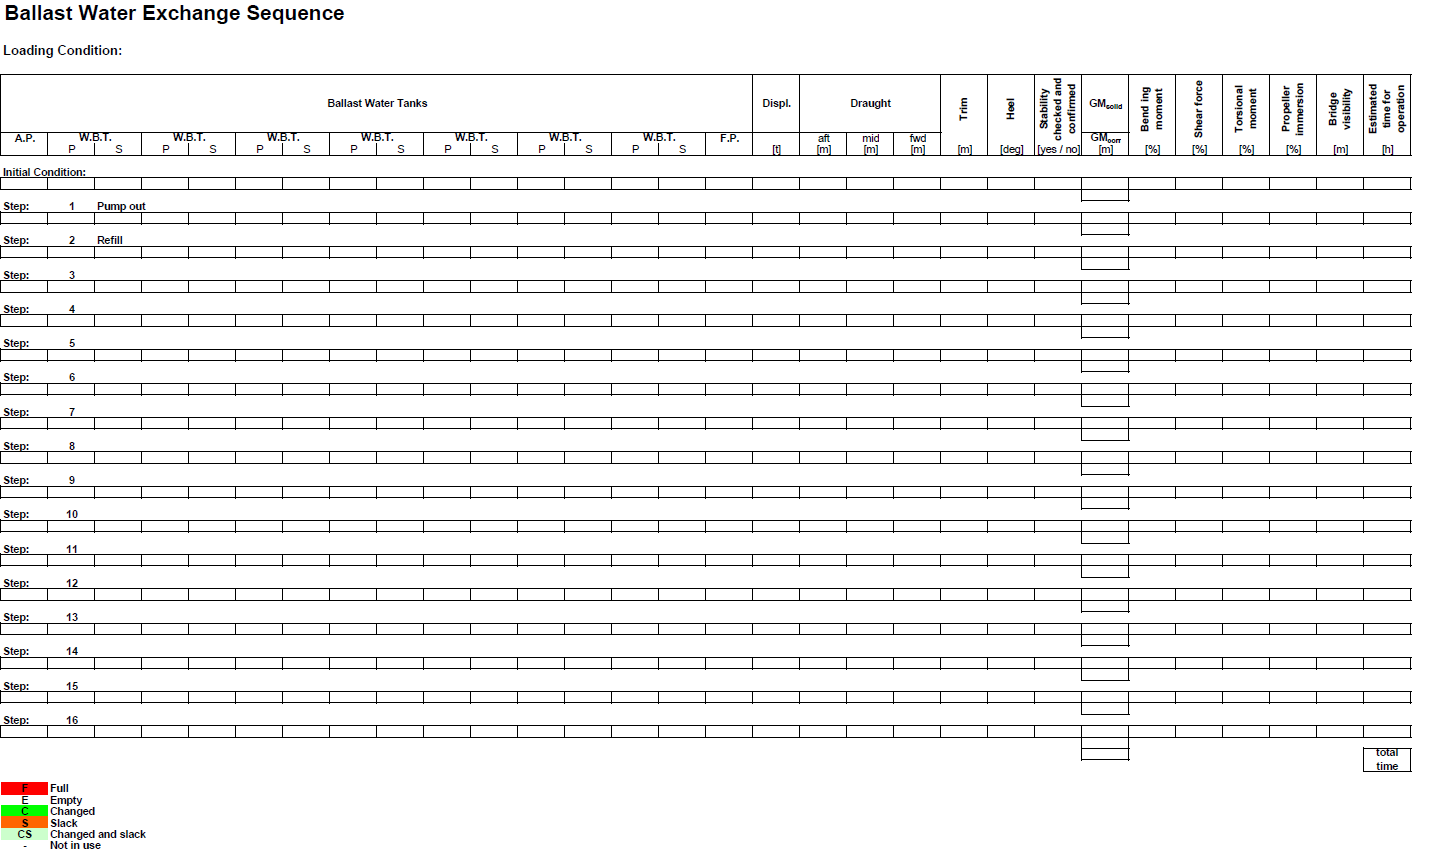 Ballast Water Exchange Sequence
Loading Condition:
Ballast Water Tanks Displ. Draught Trim Heel Stability checked and confirmed GMsolid Bend ing moment Shear force Torsional moment Propeller immersion Bridge visibility Estimated time for operation
A.P. W.B.T. W.B.T. W.B.T. W.B.T. W.B.T. W.B.T. W.B.T. F.P. aft mid fwd GMcorr
P S P S P S P S P S P S P S [t] [m] [m] [m] [m] [deg] [yes / no] [m] [%] [%] [%] [%] [m] [h]
Initial Condition:
Step: 1 Pump out
Step: 2 Refill
Step: 3
Step: 4
Step: 5
Step: 6
Step: 7
Step: 8
Step: 9
Step: 10
Step: 11
Step: 12
Step: 13
Step: 14
Step: 15
Step: 16
total
time
F Full
E Empty
C Changed
S Slack
CS Changed and slack
- Not in use